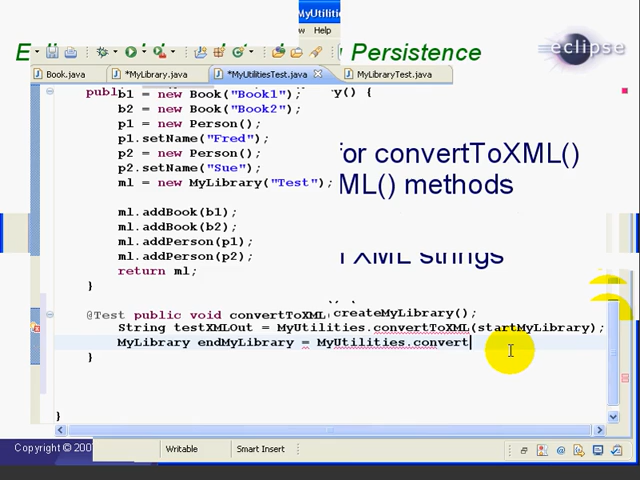 MyUtilities
w Help
Persistence
eclipse
Book.java
*MyLibrary.java
*MyUtilitiesTest.java
MyLibraryTest.java
b1 = new Book("Book1")
b2 = new Book("Book2")
p1 = new Person();
p1.setName("Fred");
p2 = new Person();
p2.setName("Sue");
ml = new MyLibrary("Test");
for convertToXML()
ML() methods
ml.addBook(b1);
ml.addBook(b2);
ml.addPerson(p1);
ml.addPerson(p2);
return ml;
}
XML strings
@Test public void convertToXML
createMyLibrary();
String testXMLOut = MyUtilities.convertToXML(startMyLibrary);
MyLibrary endMyLibrary = MyUtilities.convert
}
}
Copyright © 200
Writable
Smart Insert